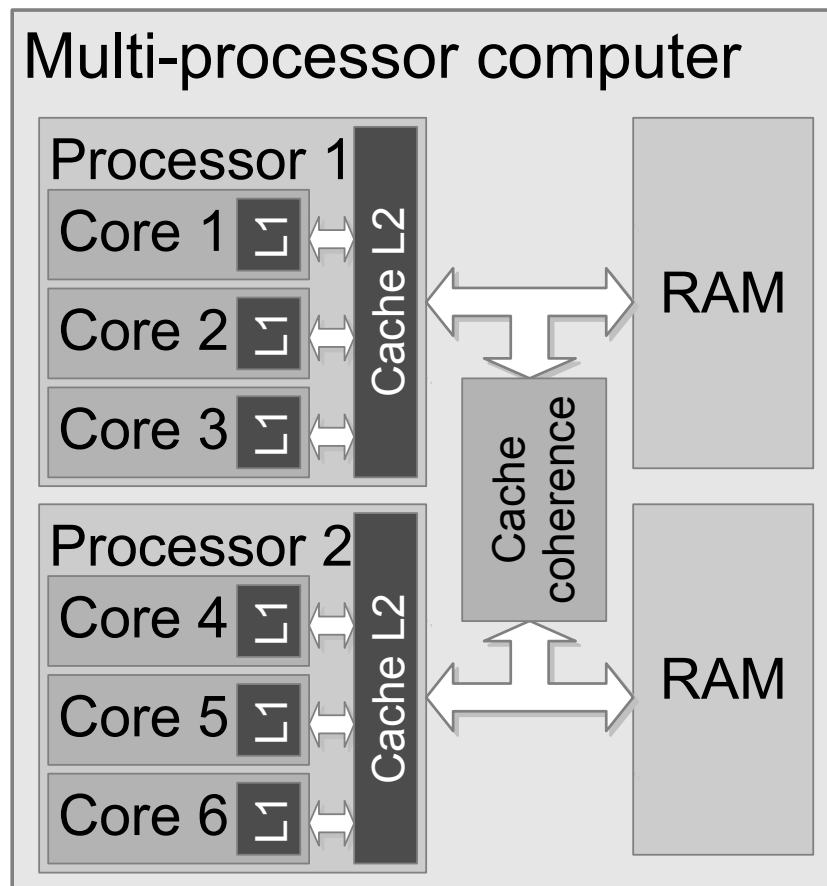 Multi-processor computer
Processor 1
Core 1
L1
Core 2
L1
Core 3
L1
Cache L2
RAM
Cache
coherence
Processor 2
Core 4
L1
Core 5
L1
Core 6
L1
Cache L2
RAM